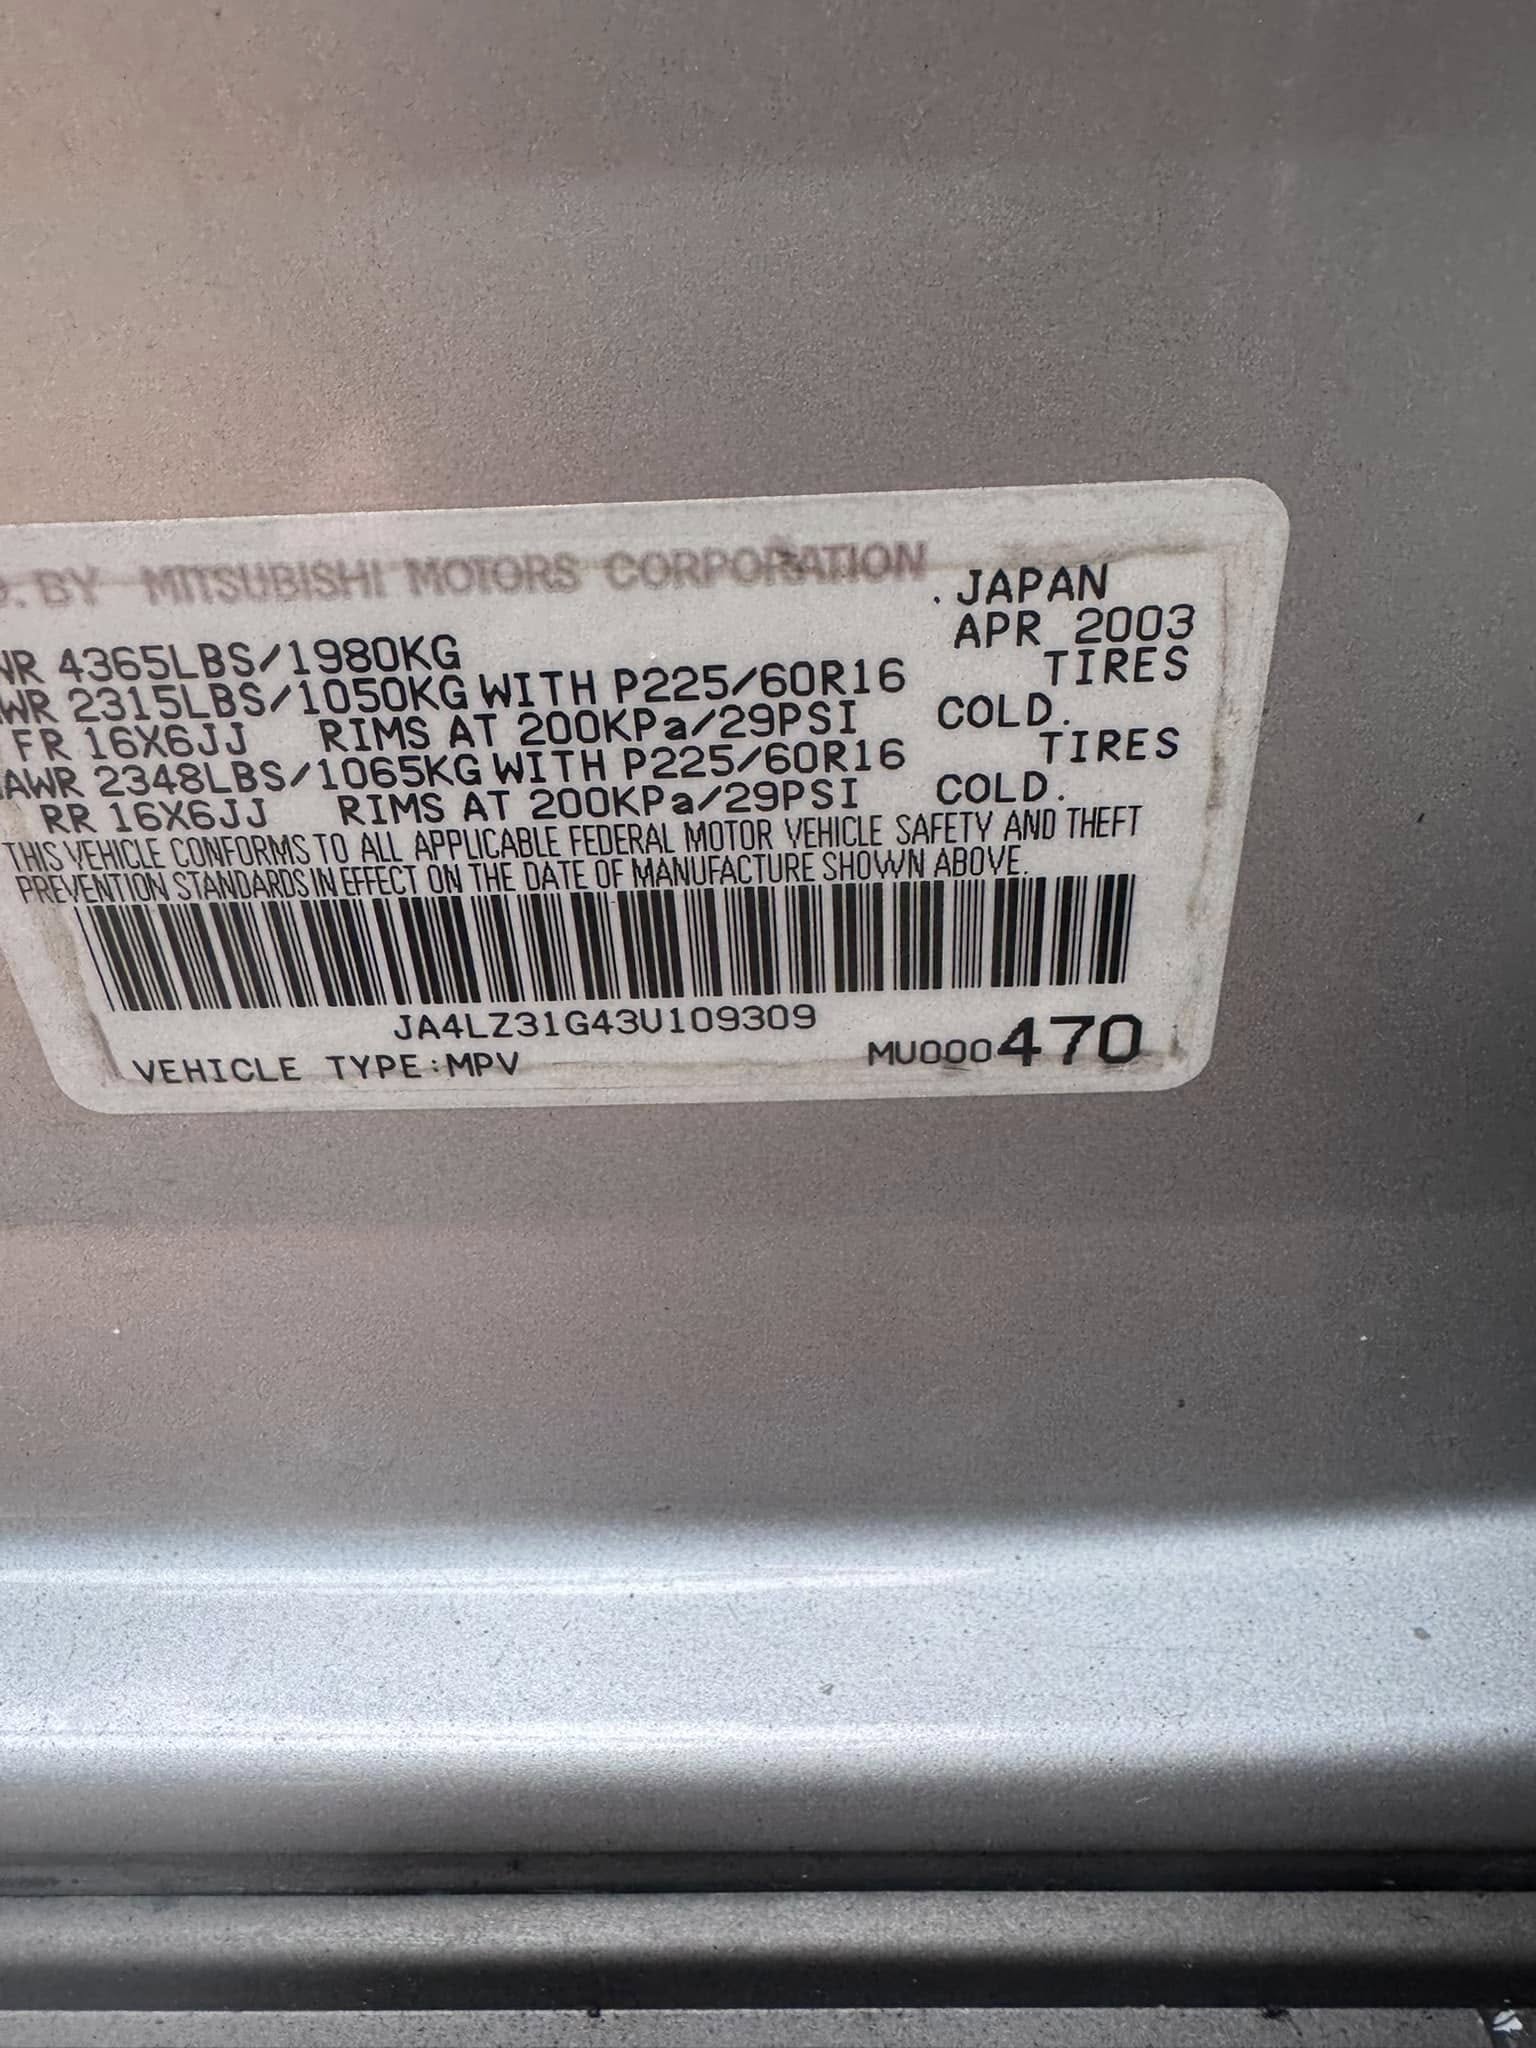 D. BY MITSUBISHI MOTORS CORPORATION
. JAPAN
APR 2003
WR 4365LBS/1980KG
WR 2315LBS/1050KG WITH P225/60R16 TIRES
FR 16X6JJ RIMS AT 200KPa/29PSI COLD.
AWR 2348LBS/1065KG WITH P225/60R16 TIRES
RR 16X6JJ RIMS AT 200KPa/29PSI COLD.
THIS VEHICLE CONFORMS TO ALL APPLICABLE FEDERAL MOTOR VEHICLE SAFETY AND THEFT
PREVENTION STANDARDS IN EFFECT ON THE DATE OF MANUFACTURE SHOWN ABOVE.
JA4LZ31G43U109309
VEHICLE TYPE:MPV MU000470